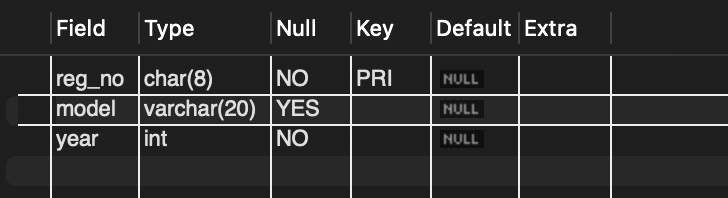 Field Type Null Key Default Extra
reg_no char(8) NO PRI NULL
model varchar(20) YES NULL
year int NO NULL